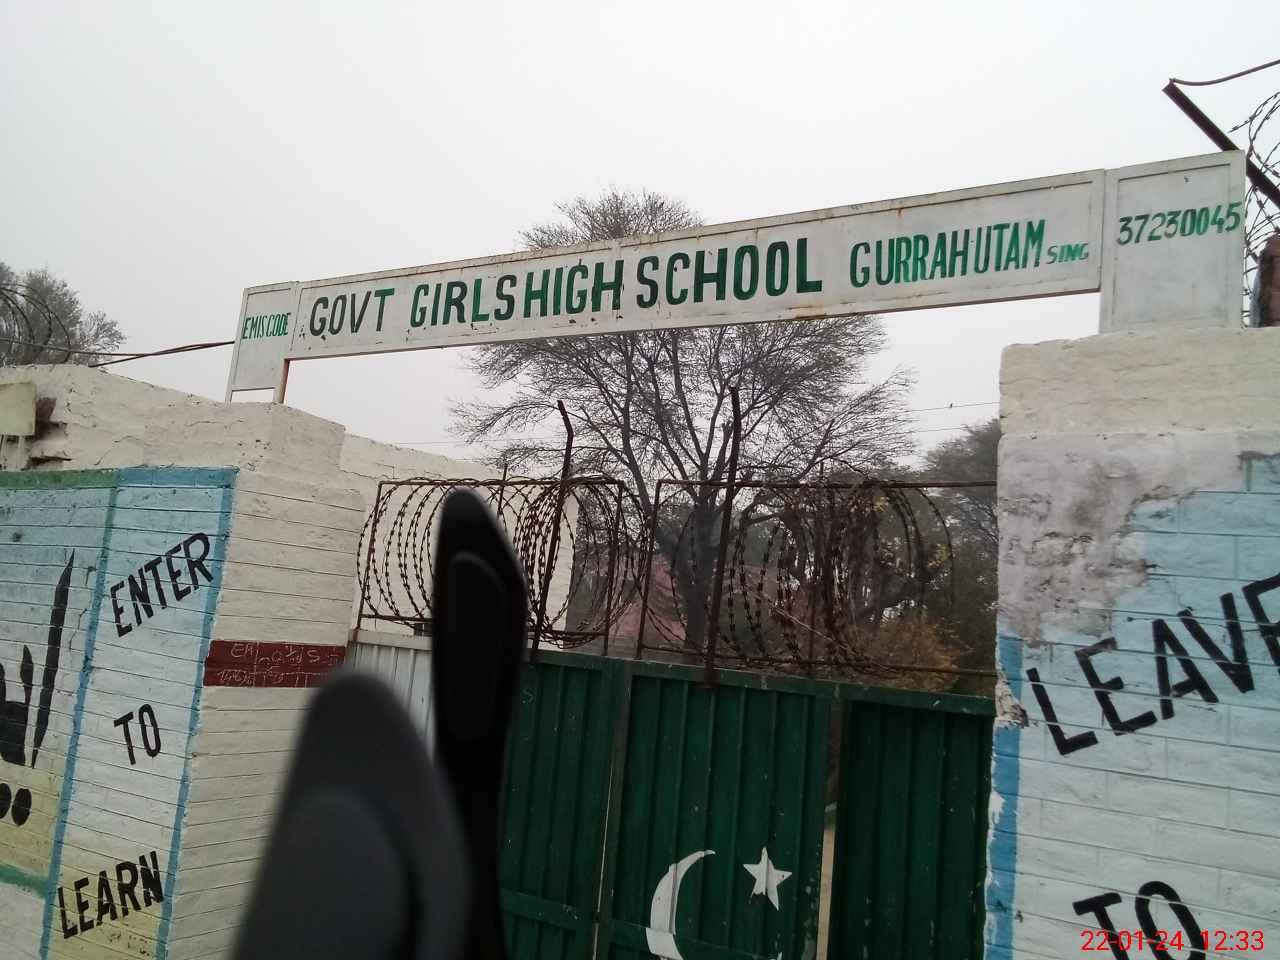 EMIS CODE
GOVT GIRLS HIGH SCHOOL GURRAH UTAM SING
37230045
ENTER
TO
LEARN
LEAVE
TO
22-01-24 12:33